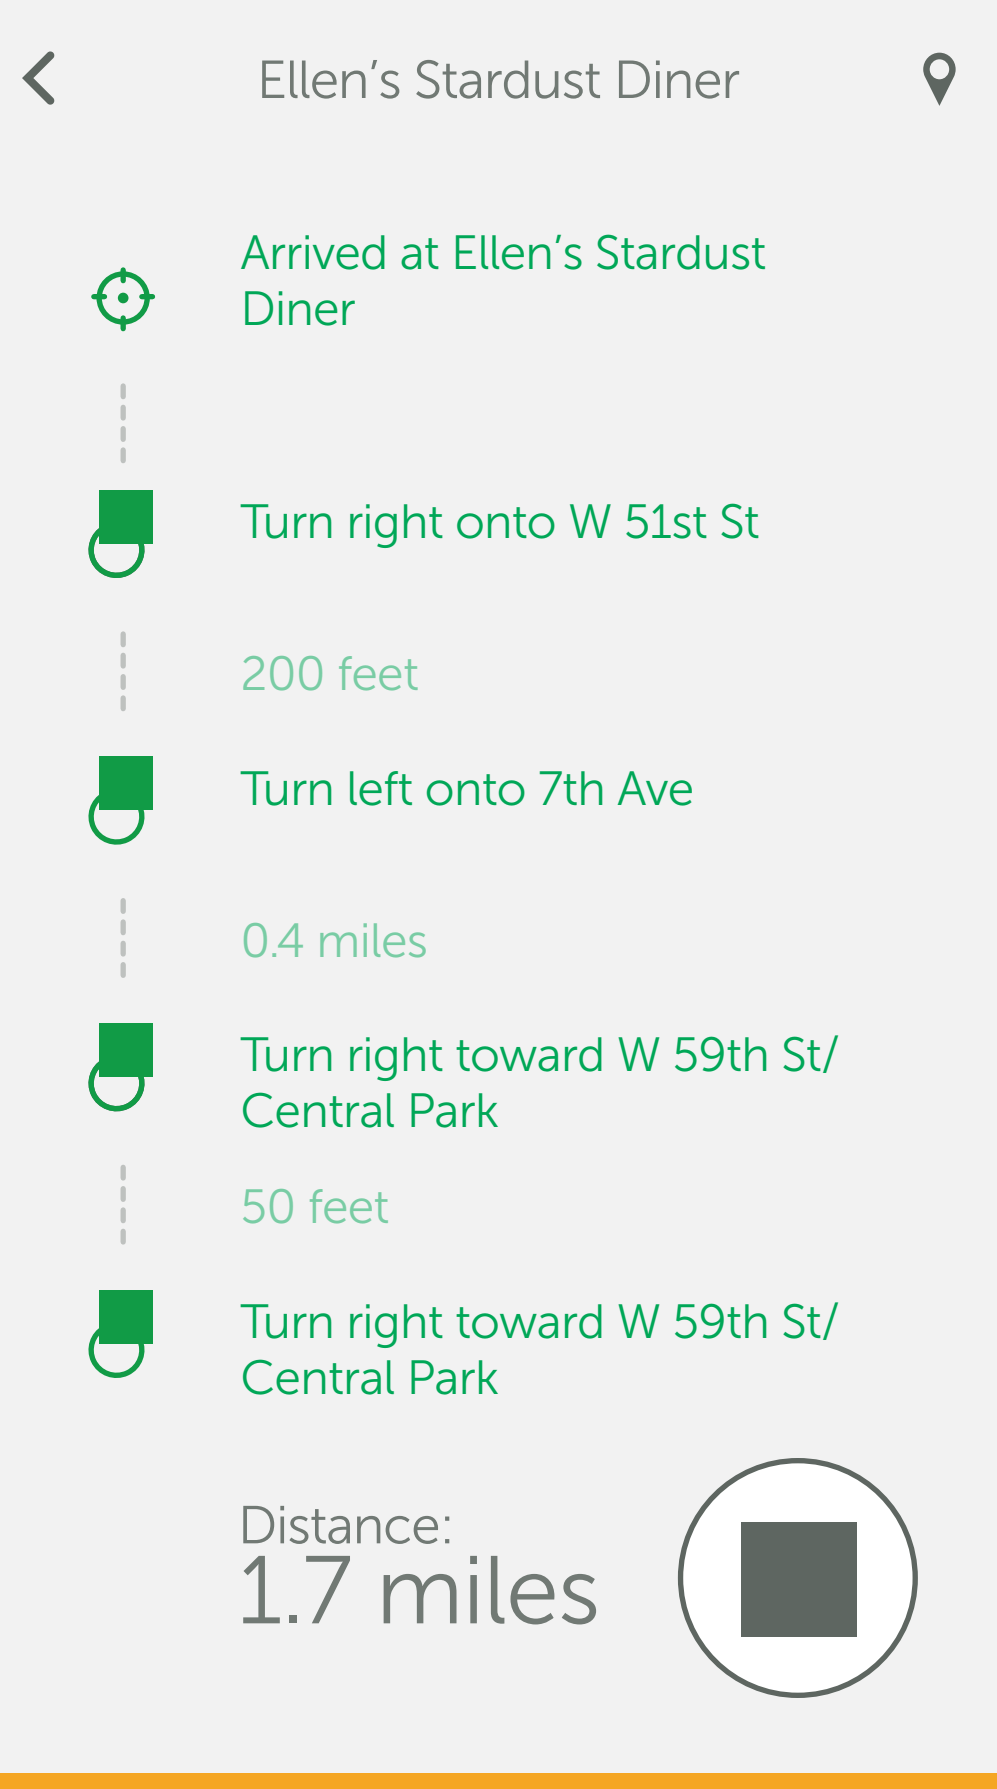 Ellen’s Stardust Diner
Arrived at Ellen’s Stardust
Diner
Turn right onto W 51st St
200 feet
Turn left onto 7th Ave
0.4 miles
Turn right toward W 59th St/
Central Park
50 feet
Turn right toward W 59th St/
Central Park
Distance:
1.7 miles